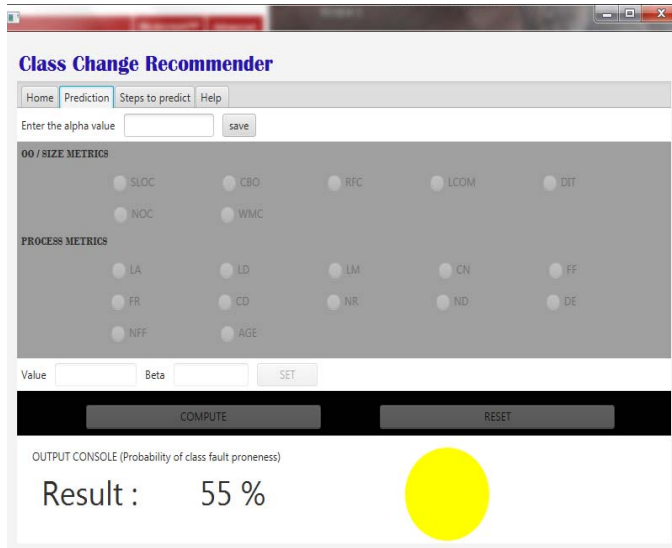 Class Change Recommender
Home Prediction Steps to predict Help
Enter the alpha value save
OO / SIZE METRICS
SLOC CBO RFC LCOM DIT
NOC WMC
PROCESS METRICS
LA LD LM CN FF
FR CD NR ND DE
NFF AGE
Value Beta SET
COMPUTE RESET
OUTPUT CONSOLE (Probability of class fault proneness)
Result : 55 %